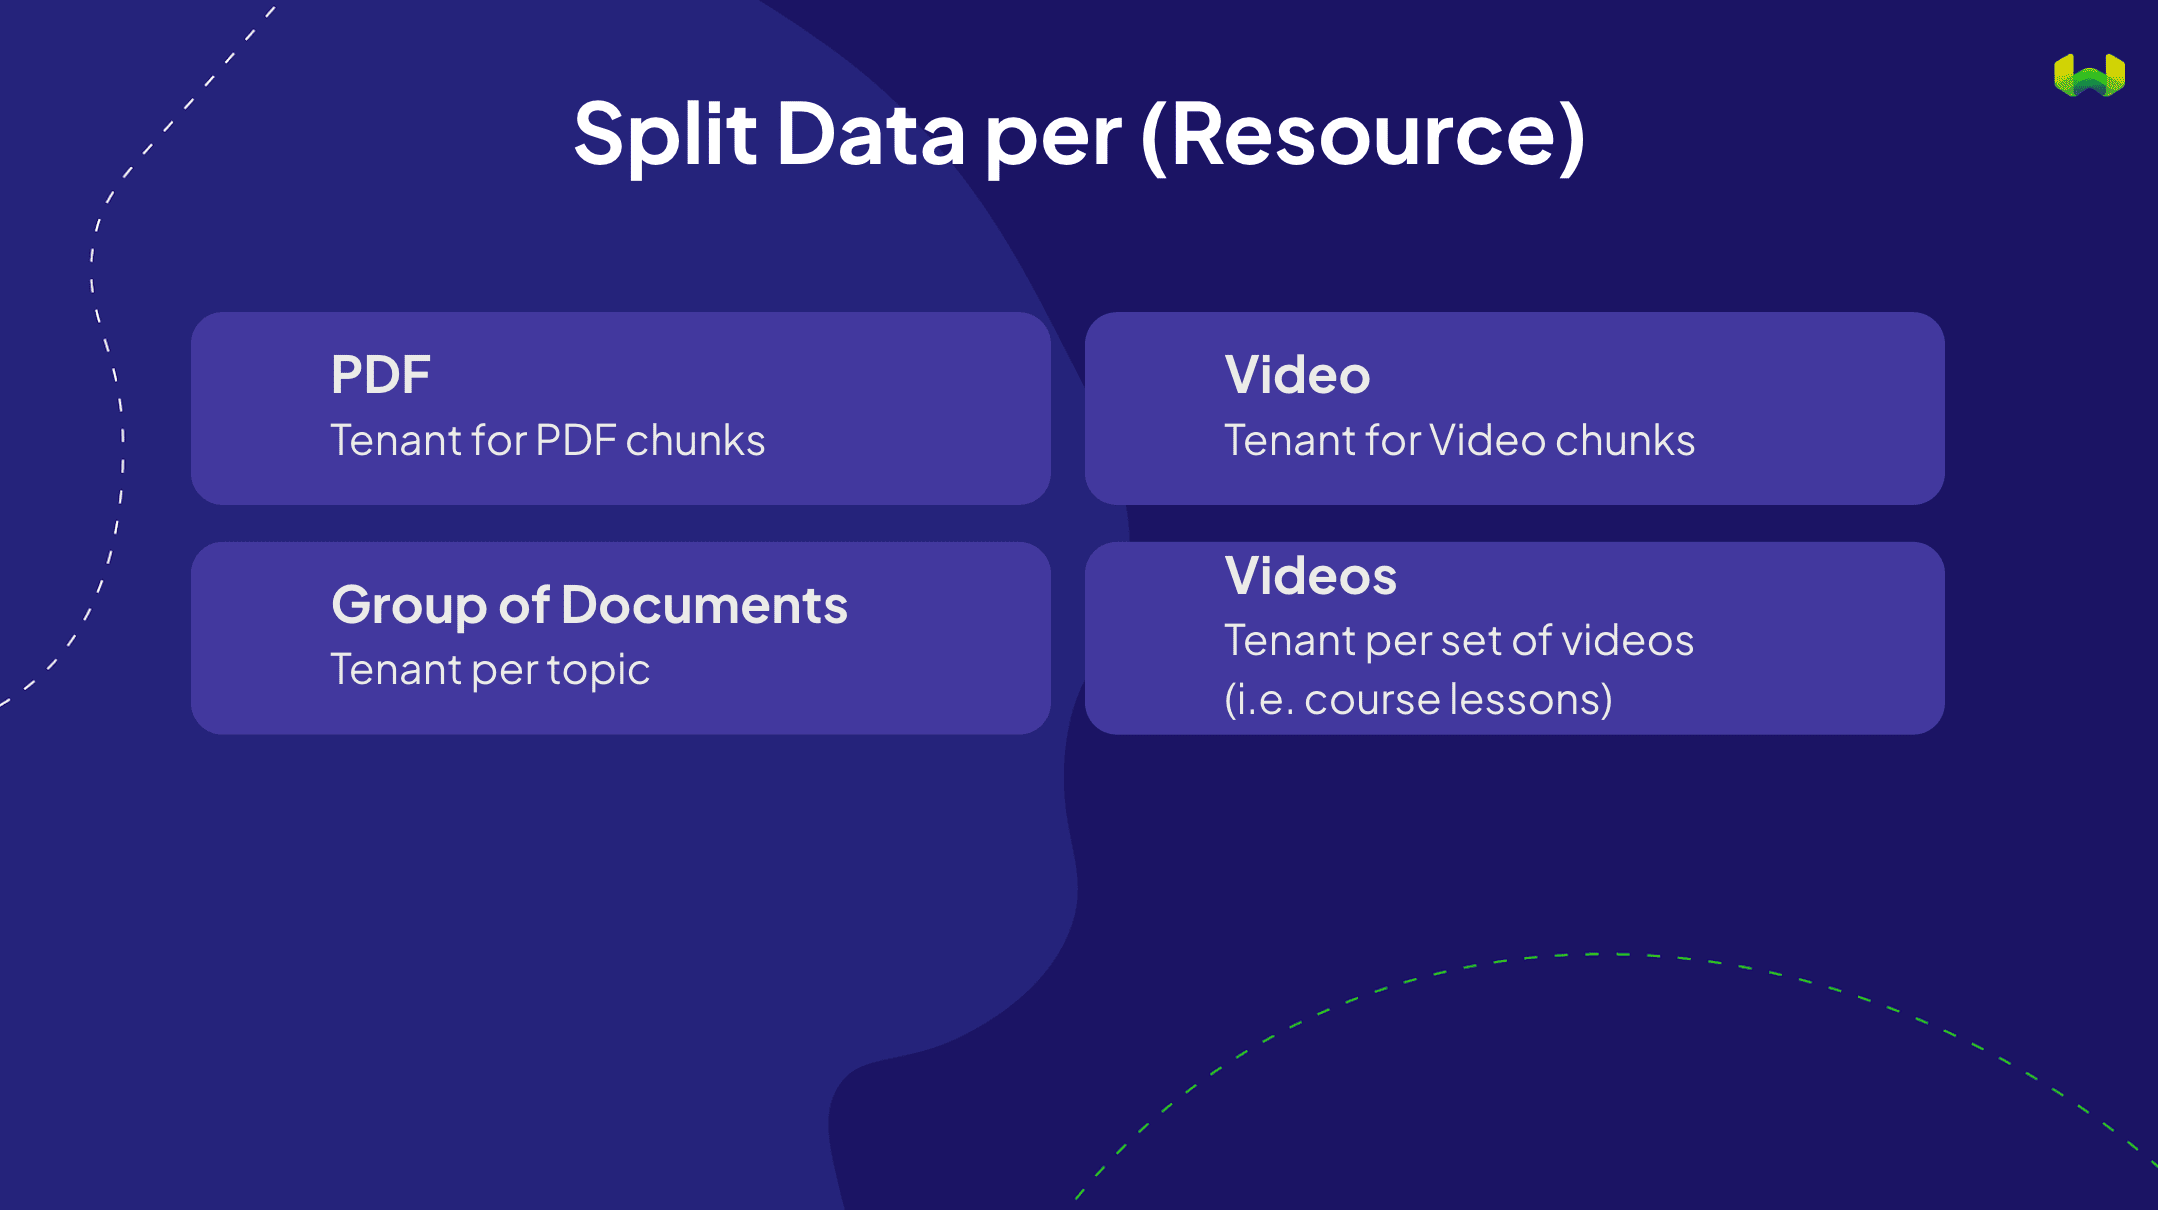 Split Data per (Resource)
PDF
Tenant for PDF chunks
Video
Tenant for Video chunks
Group of Documents
Tenant per topic
Videos
Tenant per set of videos
(i.e. course lessons)